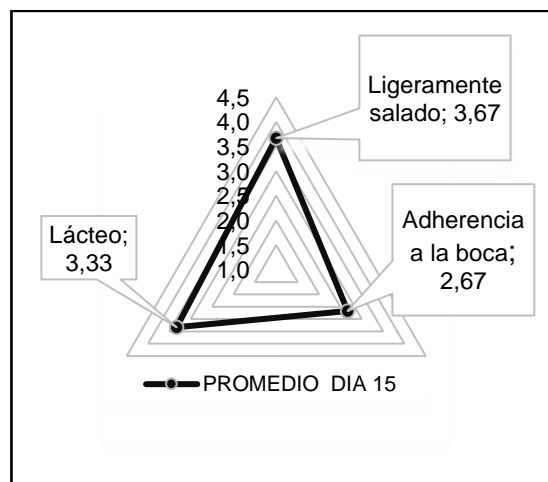 Ligeramente
salado; 3,67
4,5
4,0
3,5
3,0
2,5
2,0
1,5
1,0
Adherencia
a la boca;
2,67
Lácteo;
3,33
PROMEDIO DIA 15